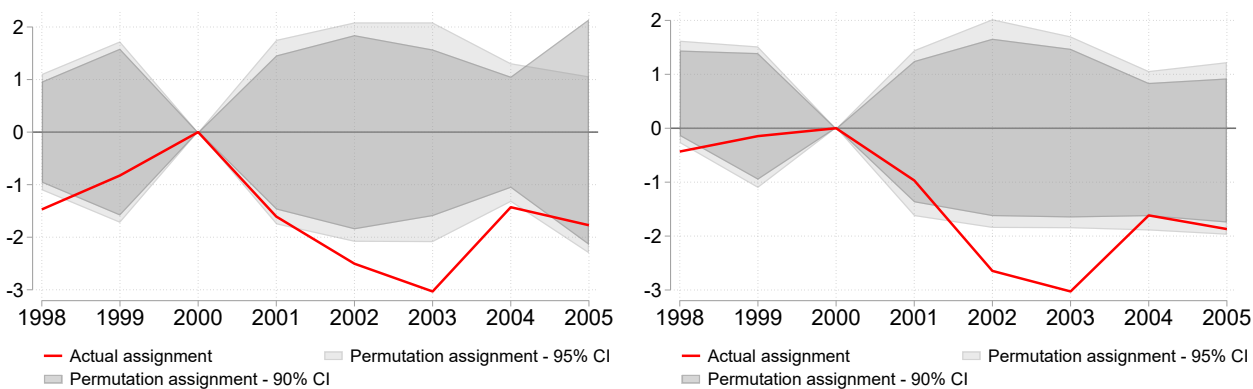 2
1
0
-1
-2
-3
1998 1999 2000 2001 2002 2003 2004 2005
Actual assignment
Permutation assignment - 95% CI
Permutation assignment - 90% CI
2
1
0
-1
-2
-3
1998 1999 2000 2001 2002 2003 2004 2005
Actual assignment
Permutation assignment - 95% CI
Permutation assignment - 90% CI